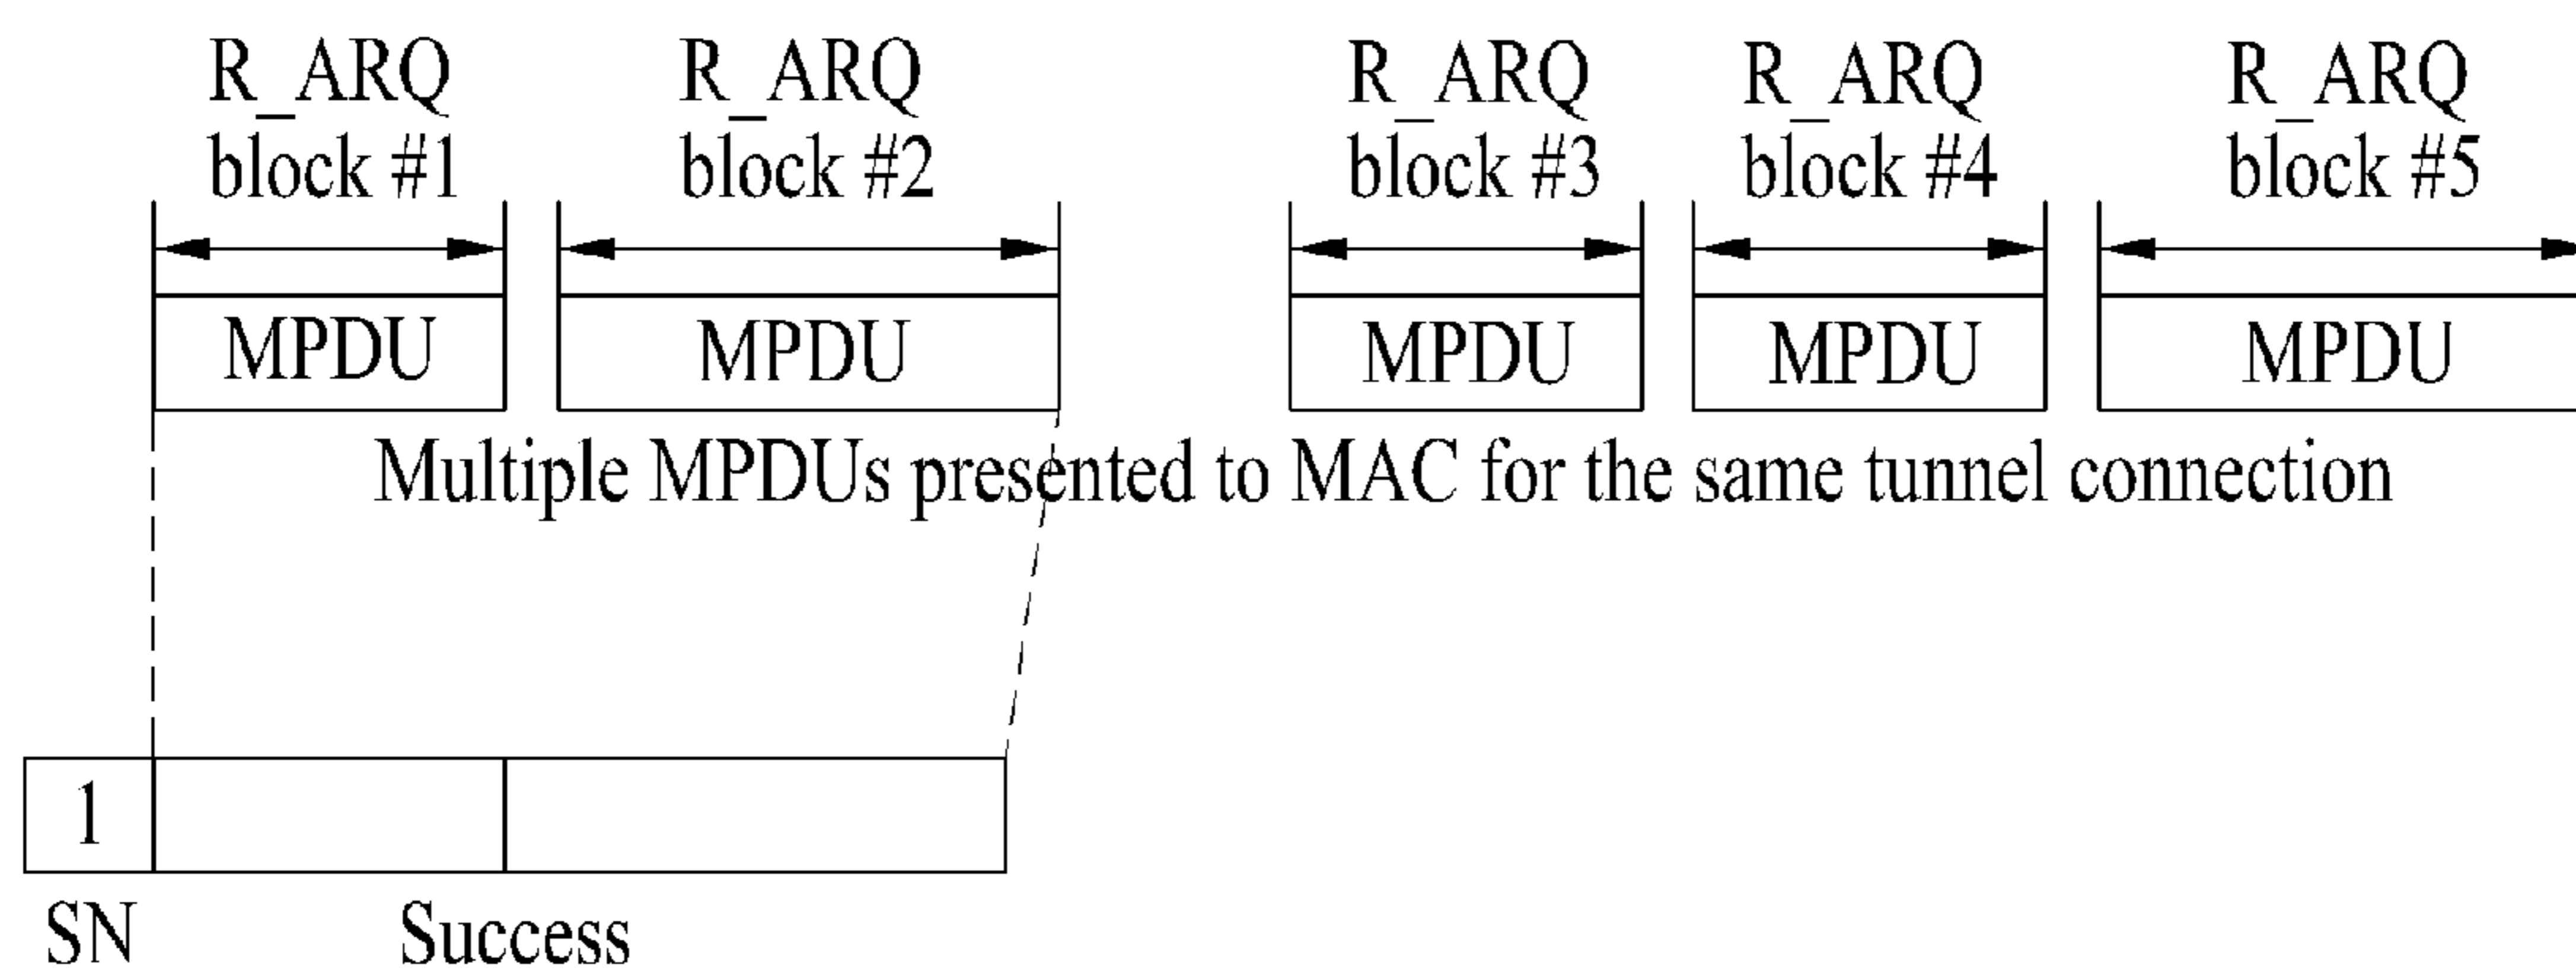 R_ARQ block #1
R_ARQ block #2
R_ARQ block #3
R_ARQ block #4
R_ARQ block #5
MPDU
MPDU
MPDU
MPDU
MPDU
Multiple MPDUs presented to MAC for the same tunnel connection
1
SN
Success